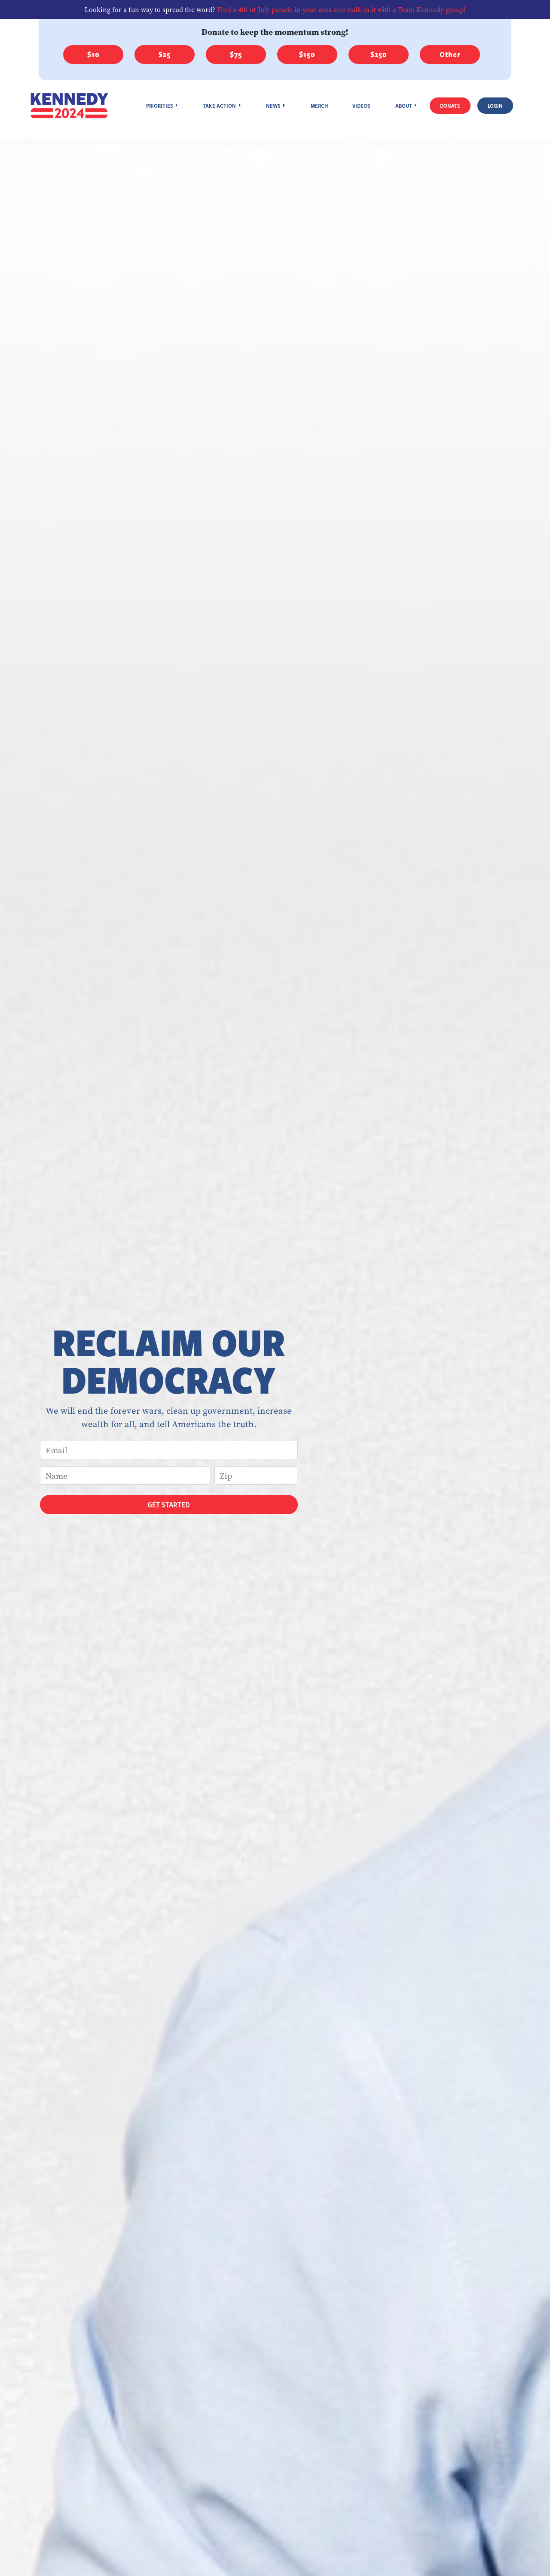 Looking for a fun way to spread the word? Find a 4th of July parade in your area and walk in it with a Team Kennedy group!
Donate to keep the momentum strong!
$10 $25 $75 $150 $250 Other
KENNEDY
2024
PRIORITIES TAKE ACTION NEWS MERCH VIDEOS ABOUT DONATE LOGIN
RECLAIM OUR
DEMOCRACY
We will end the forever wars, clean up government, increase
wealth for all, and tell Americans the truth.
Email
Name Zip
GET STARTED